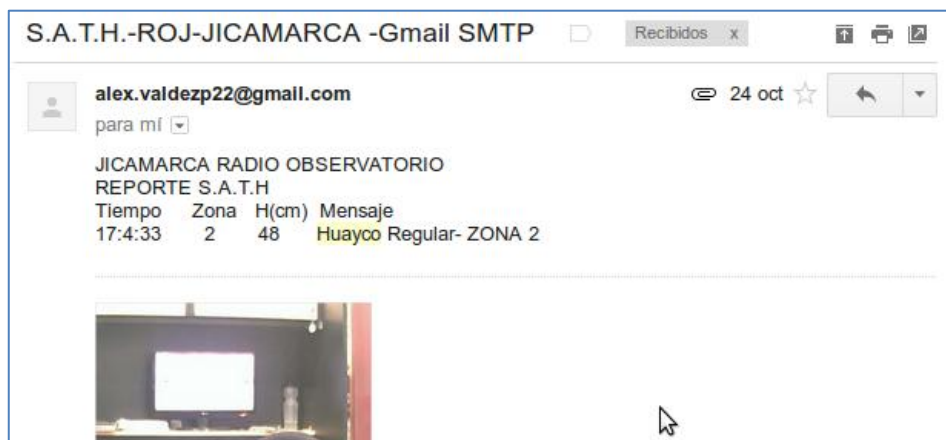 S.A.T.H.-ROJ-JICAMARCA -Gmail SMTP Recibidos x
alex.valdezp22@gmail.com 24 oct
para mí
JICAMARCA RADIO OBSERVATORIO
REPORTE S.A.T.H
Tiempo Zona H(cm) Mensaje
17:4:33 2 48 Huayco Regular- ZONA 2